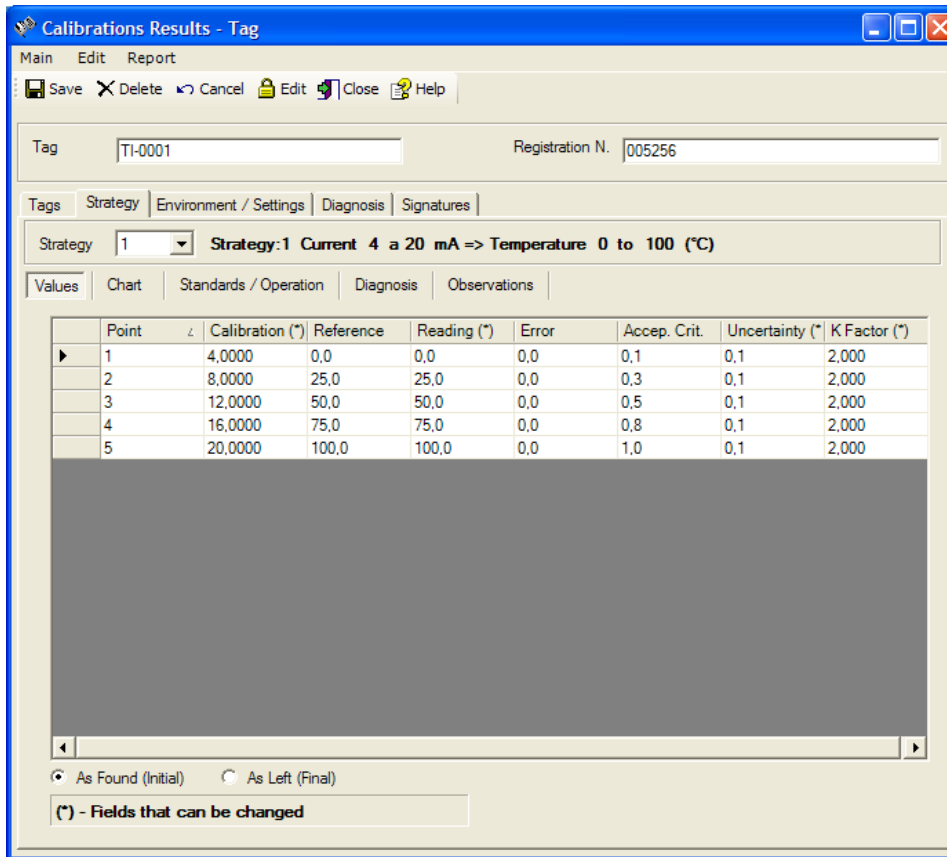 Calibrations Results - Tag
Main Edit Report
Save Delete Cancel Edit Close Help
Tag TI-0001 Registration N. 005256
Tags Strategy Environment / Settings Diagnosis Signatures
Strategy 1 Strategy:1 Current 4 a 20 mA => Temperature 0 to 100 (°C)
Values Chart Standards / Operation Diagnosis Observations
Point Calibration (*) Reference Reading (*) Error Accep. Crit. Uncertainty (* K Factor (*)
1 4,0000 0,0 0,0 0,0 0,1 0,1 2,000
2 8,0000 25,0 25,0 0,0 0,3 0,1 2,000
3 12,0000 50,0 50,0 0,0 0,5 0,1 2,000
4 16,0000 75,0 75,0 0,0 0,8 0,1 2,000
5 20,0000 100,0 100,0 0,0 1,0 0,1 2,000
As Found (Initial) As Left (Final)
(*) - Fields that can be changed